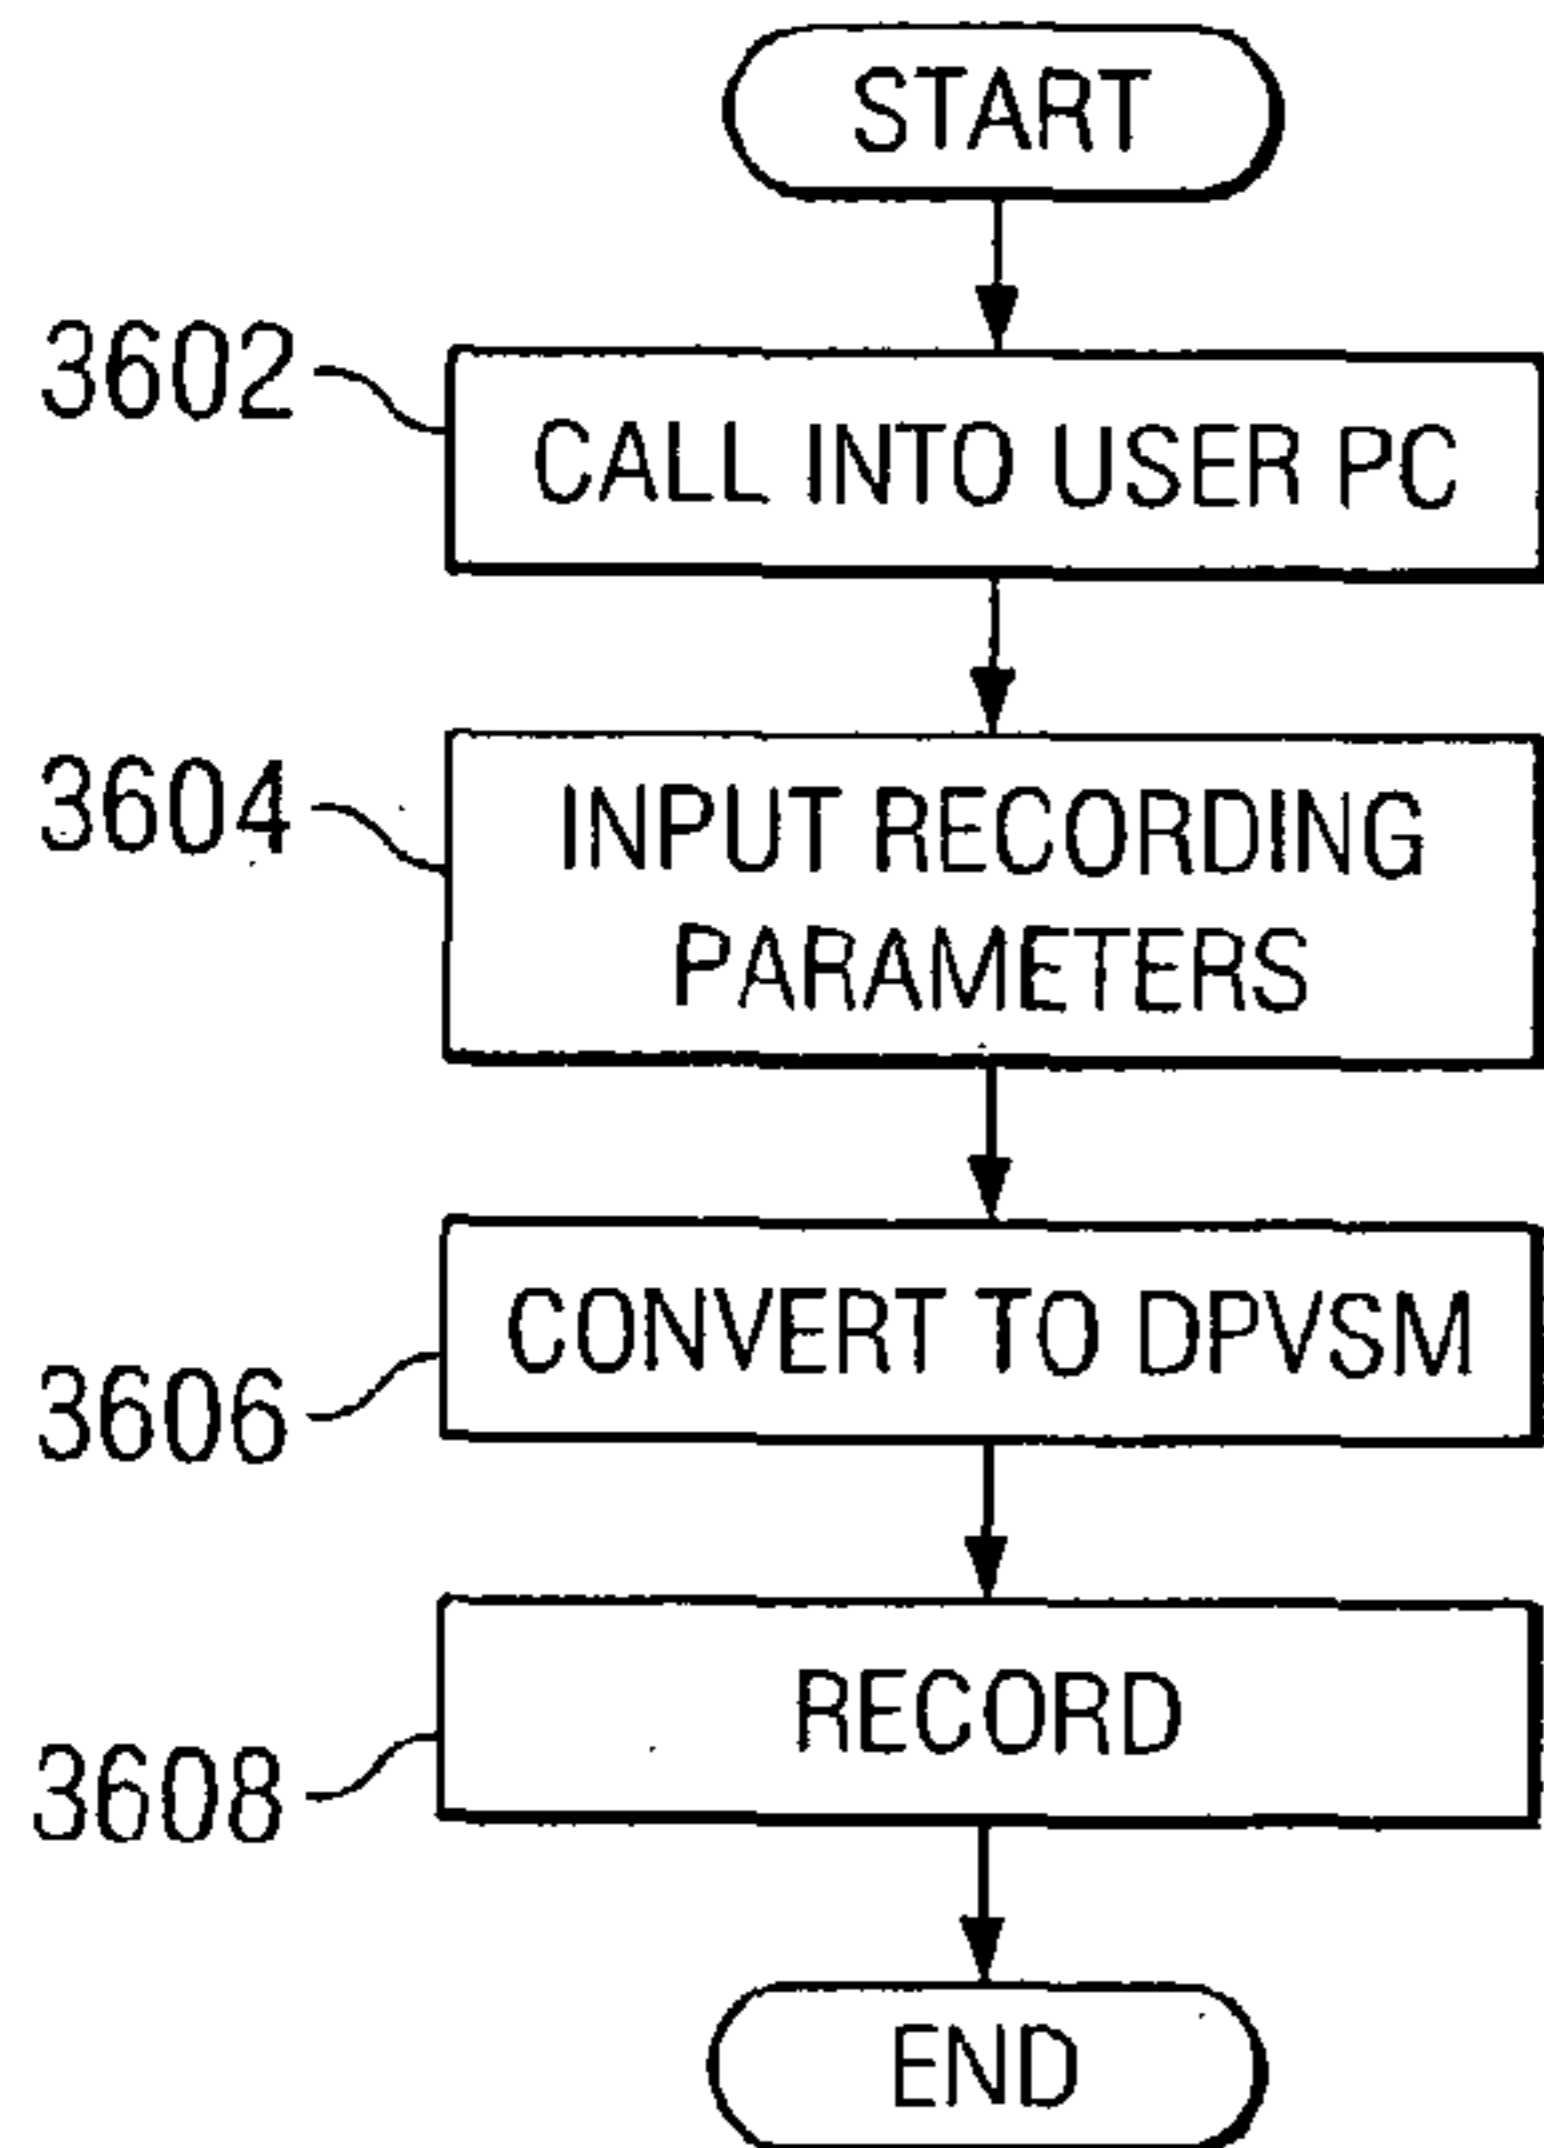 START
3602
CALL INTO USER PC
3604
INPUT RECORDING
PARAMETERS
CONVERT TO DPVSM
3606
RECORD
3608
END